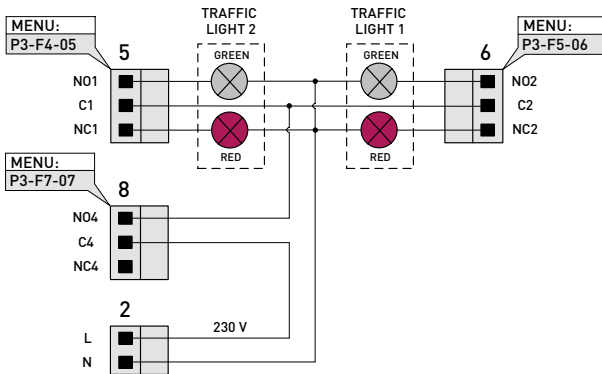 TRAFFIC
LIGHT 2
TRAFFIC
LIGHT 1
MENU:
P3-F4-05
MENU:
P3-F5-06
5
6
GREEN
GREEN
NO1
NO2
C1
C2
NC1
NC2
RED
RED
MENU:
P3-F7-07
8
NO4
C4
NC4
2
230 V
L
N